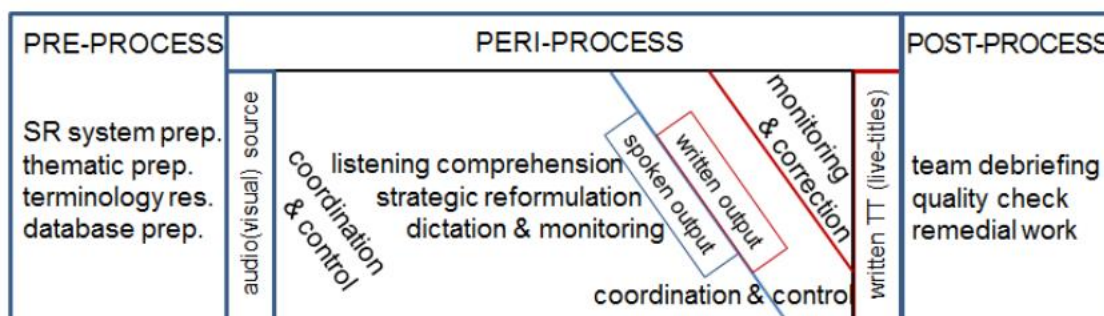 PRE-PROCESS
PERI-PROCESS
POST-PROCESS
SR system prep.
thematic prep.
terminology res.
database prep.
audio(visual) source
coordination
& control
listening comprehension
strategic reformulation
dictation & monitoring
spoken output
written output
monitoring
& correction
coordination & control
written TT (live-titles)
team debriefing
quality check
remedial work